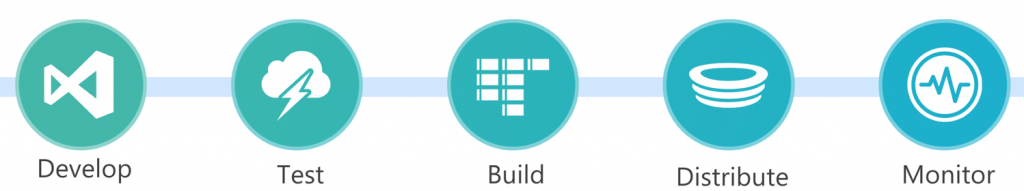 Develop
Test
Build
Distribute
Monitor